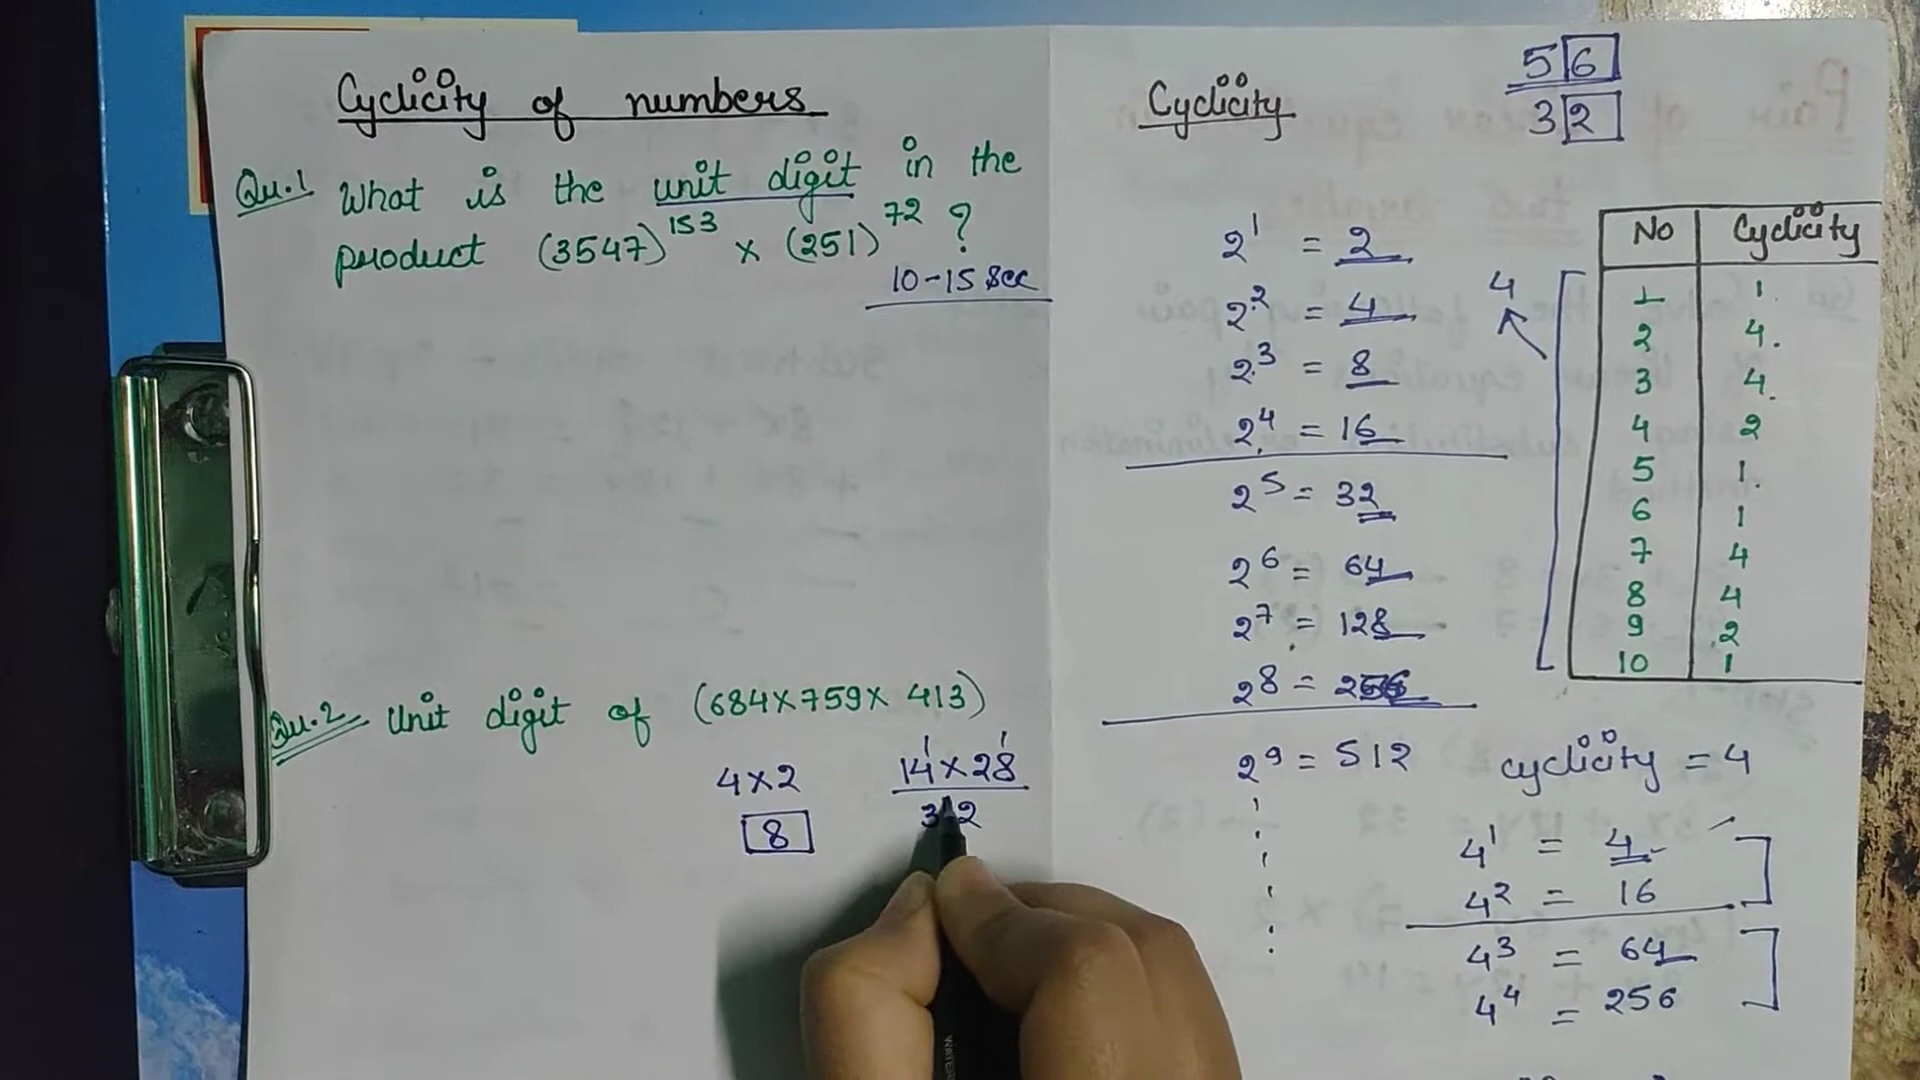 Cyclicity of numbers
Qu.1 What is the unit digit in the
product (3547)^153 × (251)^72 ?
10-15 Sec
Qu.2 Unit digit of (684×759×413)
4×2
8
1 1
14×28
Cyclicity
56
32
2^1 = 2
2^2 = 4
2^3 = 8
2^4 = 16
2^5 = 32
2^6 = 64
2^7 = 128
2^8 = 256
2^9 = 512
4
No Cyclicity
1 1
2 4
3 4
4 2
5 1
6 1
7 4
8 4
9 2
10 1
cyclicity = 4
4^1 = 4
4^2 = 16
4^3 = 64
4^4 = 256